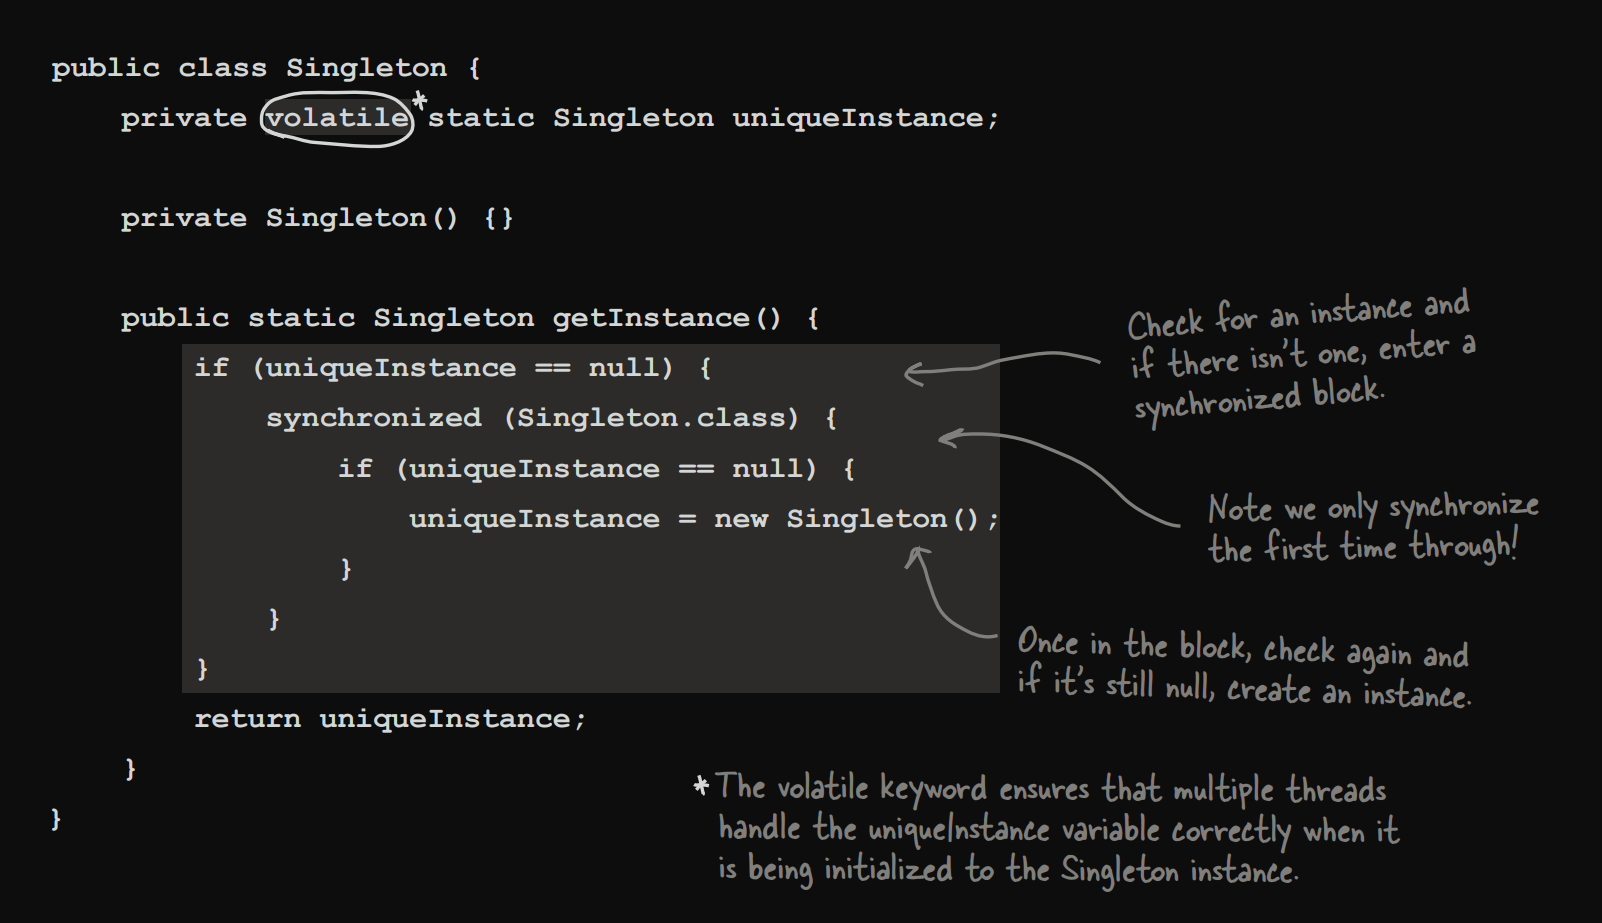 public class Singleton {
private volatile* static Singleton uniqueInstance;
private Singleton() {}
public static Singleton getInstance() {
if (uniqueInstance == null) {
synchronized (Singleton.class) {
if (uniqueInstance == null) {
uniqueInstance = new Singleton();
}
}
}
return uniqueInstance;
}
}
Check for an instance and
if there isn't one, enter a
synchronized block.
Note we only synchronize
the first time through!
Once in the block, check again and
if it's still null, create an instance.
* The volatile keyword ensures that multiple threads
handle the uniqueInstance variable correctly when it
is being initialized to the Singleton instance.